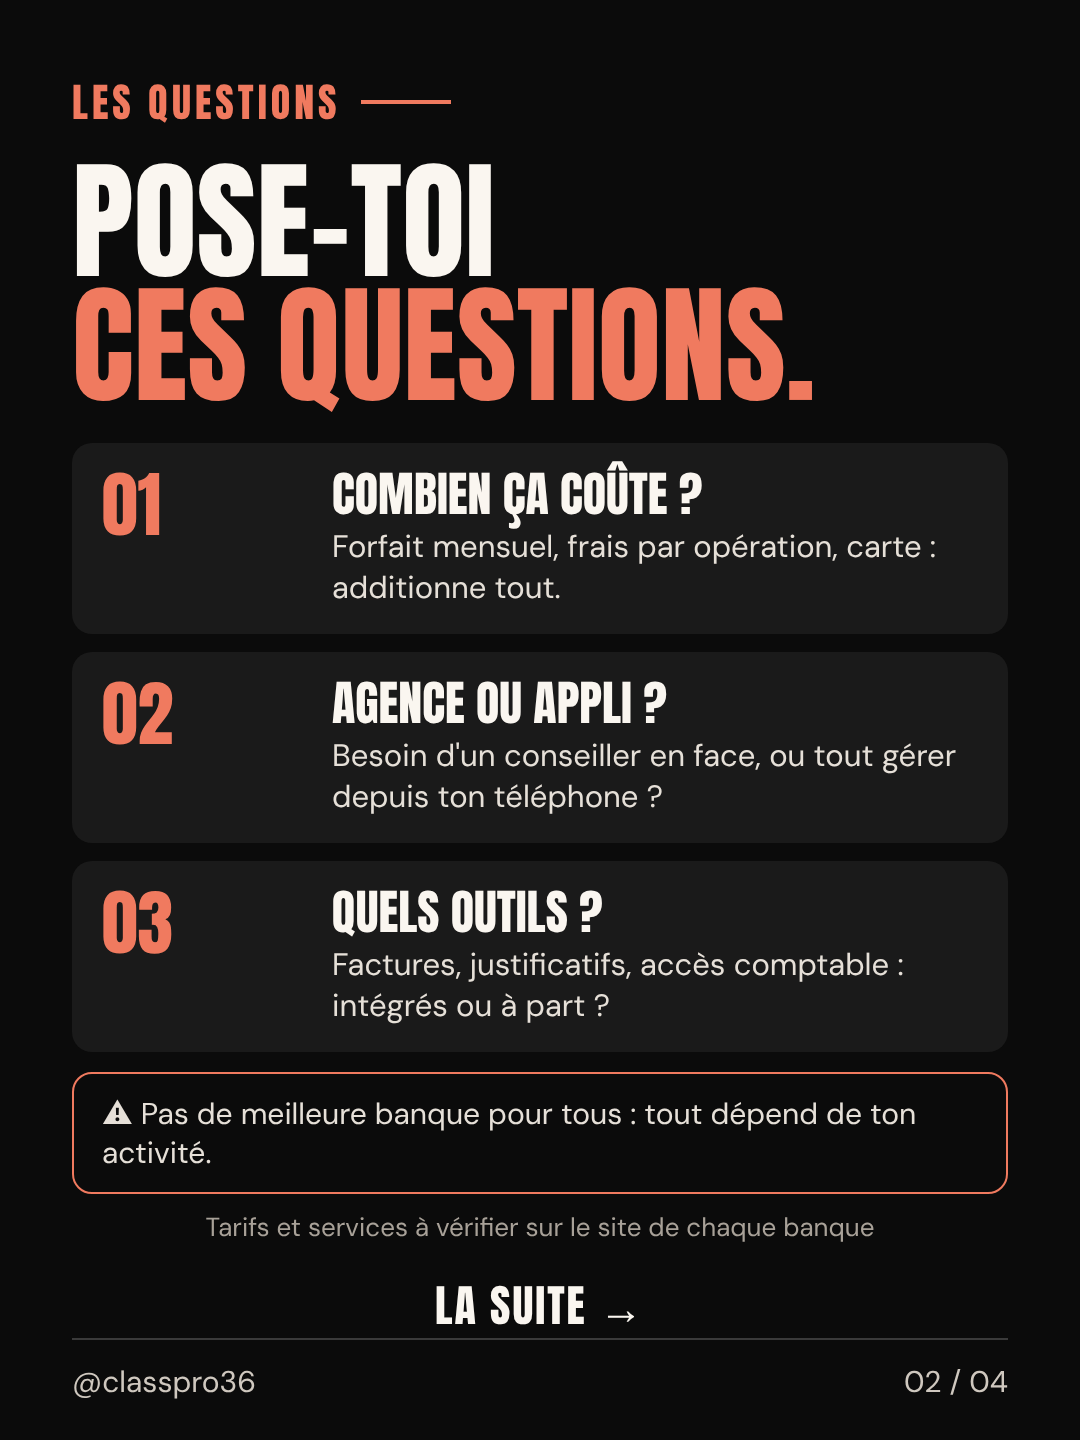 LES QUESTIONS
POSE-TOI
CES QUESTIONS.
01
COMBIEN ÇA COÛTE ?
Forfait mensuel, frais par opération, carte :
additionne tout.
02
AGENCE OU APPLI ?
Besoin d'un conseiller en face, ou tout gérer
depuis ton téléphone ?
03
QUELS OUTILS ?
Factures, justificatifs, accès comptable :
intégrés ou à part ?
⚠ Pas de meilleure banque pour tous : tout dépend de ton
activité.
Tarifs et services à vérifier sur le site de chaque banque
LA SUITE →
@classpro36
02 / 04